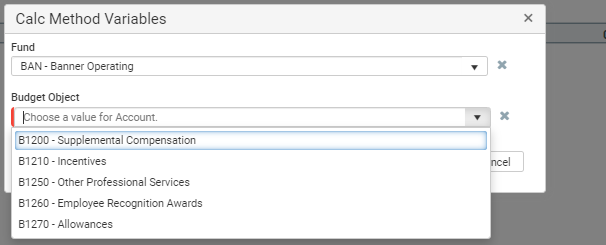 Calc Method Variables
Fund
BAN - Banner Operating
Budget Object
Choose a value for Account.
B1200 - Supplemental Compensation
B1210 - Incentives
ncel
B1250 - Other Professional Services
B1260 - Employee Recognition Awards
B1270 - Allowances